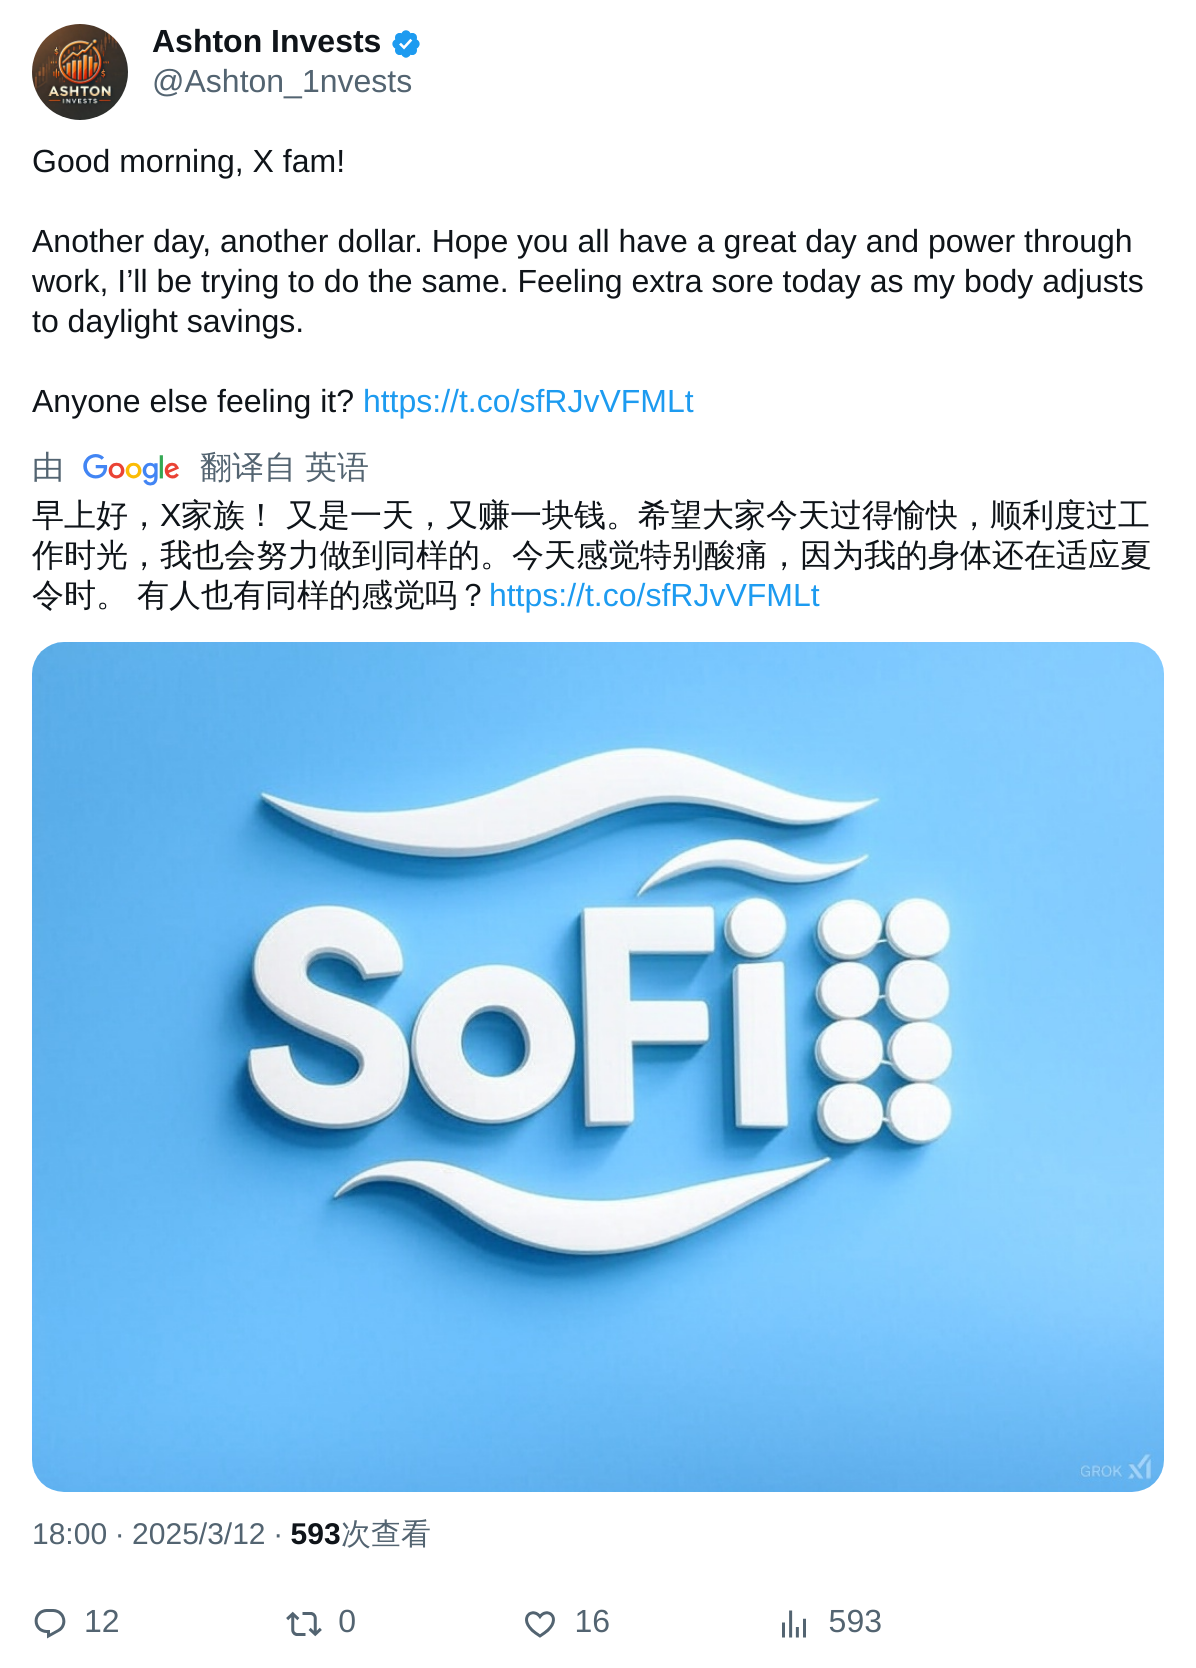 Ashton Invests
@Ashton_1nvests
ASHTON
INVESTS
Good morning, X fam!
Another day, another dollar. Hope you all have a great day and power through
work, I’ll be trying to do the same. Feeling extra sore today as my body adjusts
to daylight savings.
Anyone else feeling it? https://t.co/sfRJvVFMLt
由 Google 翻译自 英语
早上好，X家族！ 又是一天，又赚一块钱。希望大家今天过得愉快，顺利度过工
作时光，我也会努力做到同样的。今天感觉特别酸痛，因为我的身体还在适应夏
令时。 有人也有同样的感觉吗？https://t.co/sfRJvVFMLt
SoFi
GROK
18:00 · 2025/3/12 · 593次查看
12 0 16 593